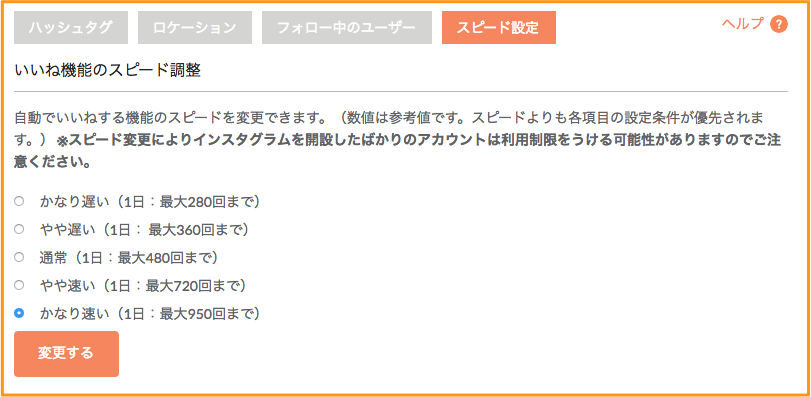 ハッシュタグ ロケーション フォロー中のユーザー スピード設定 ヘルプ ?
いいね機能のスピード調整
自動でいいねする機能のスピードを変更できます。（数値は参考値です。スピードよりも各項目の設定条件が優先されま
す。） ※スピード変更によりインスタグラムを開設したばかりのアカウントは利用制限をうける可能性がありますのでご注
意ください。
かなり遅い（1日：最大280回まで）
やや遅い（1日： 最大360回まで）
通常（1日：最大480回まで）
やや速い（1日：最大720回まで）
かなり速い（1日：最大950回まで）
変更する